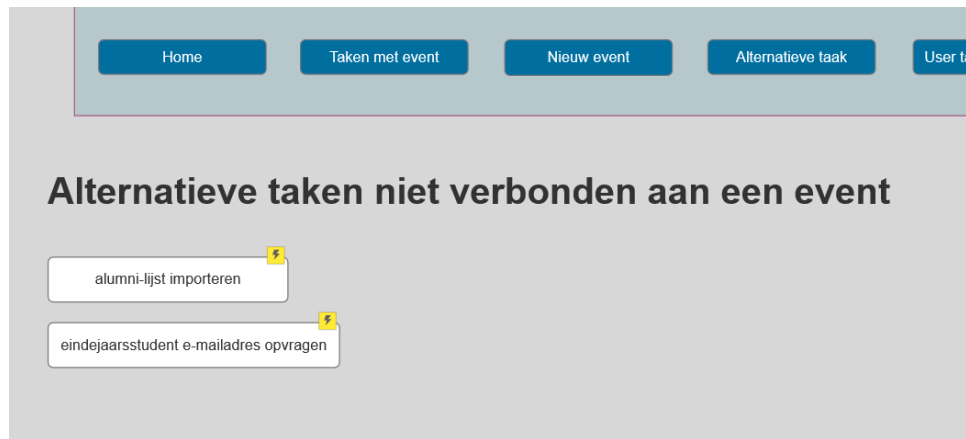 Home
Taken met event
Nieuw event
Alternatieve taak
User
Alternatieve taken niet verbonden aan een event
alumni-lijst importeren
eindejaarsstudent e-mailadres opvragen